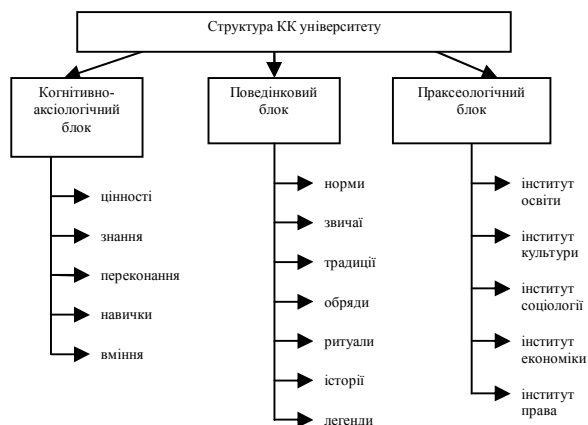 Структура КК університету
Когнітивно-
аксіологічний
блок
цінності
знання
переконання
навички
вміння
Поведінковий
блок
норми
звичаї
традиції
обряди
ритуали
історії
легенди
Праксеологічний
блок
інститут
освіти
інститут
культури
інститут
соціології
інститут
економіки
інститут
права